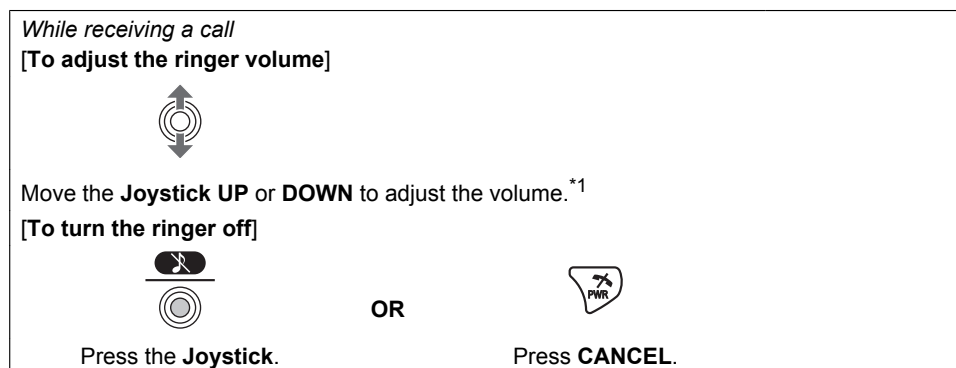 While receiving a call
[To adjust the ringer volume]
Move the Joystick UP or DOWN to adjust the volume.*1
[To turn the ringer off]
OR
PWR
Press the Joystick. Press CANCEL.